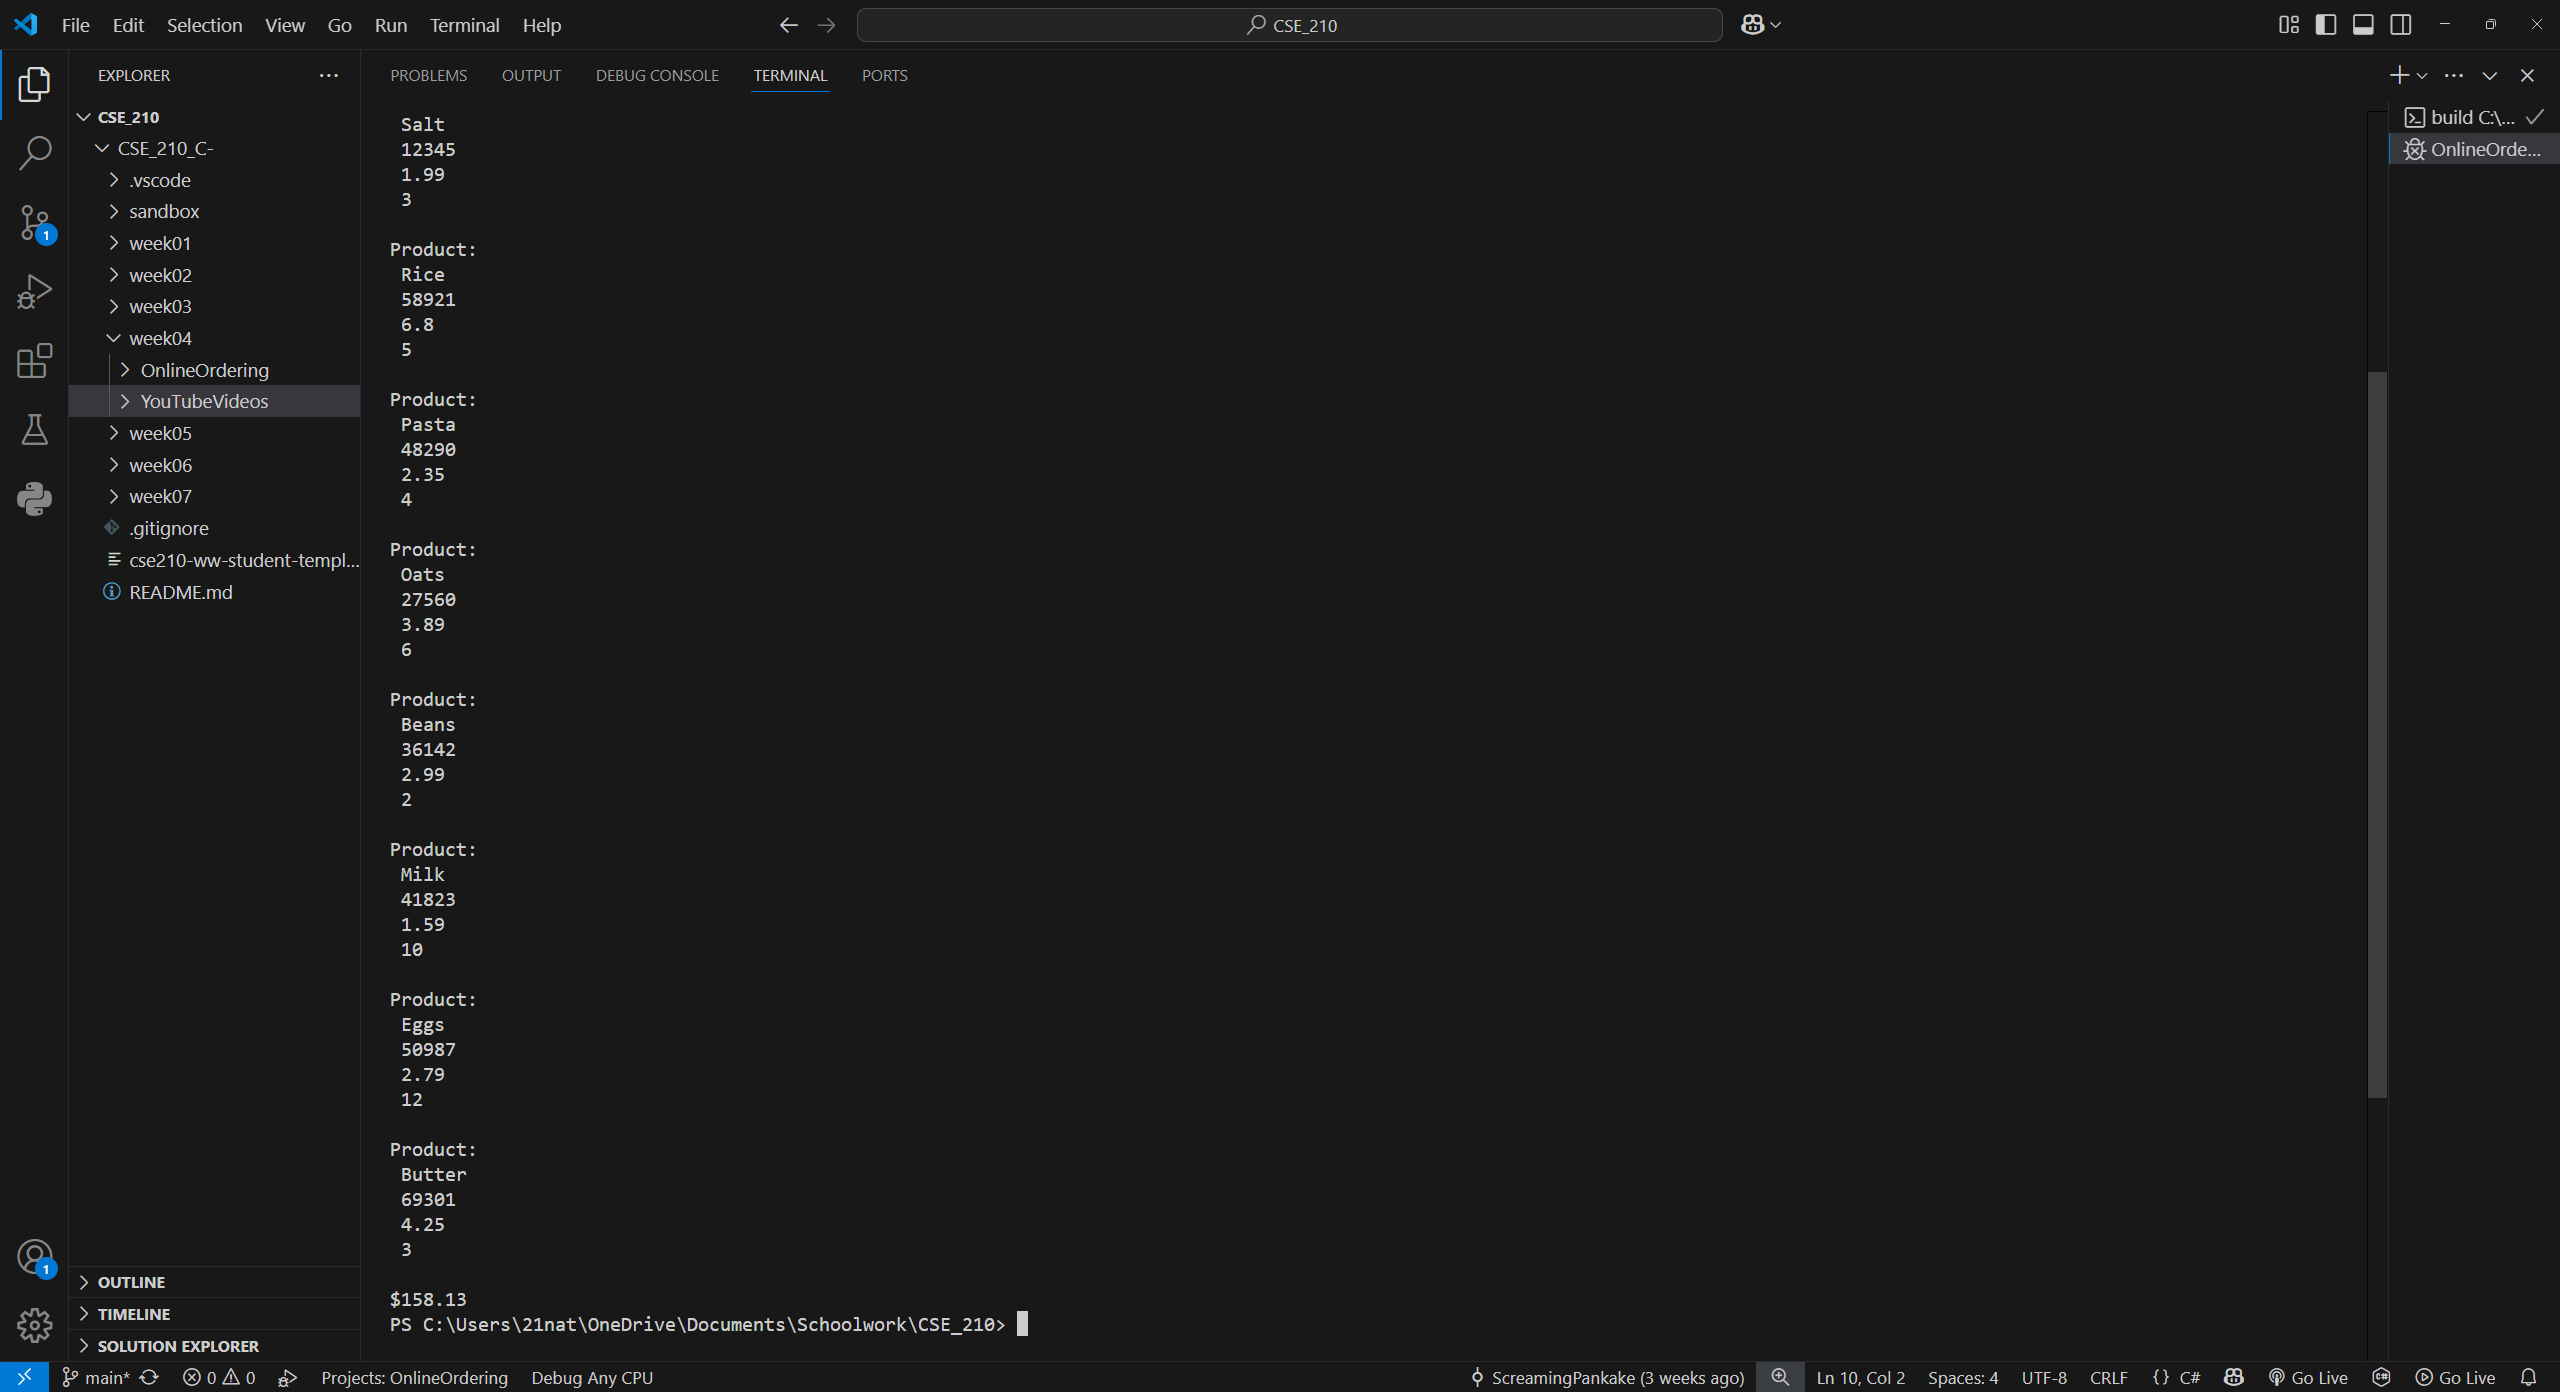 File Edit Selection View Go Run Terminal Help
CSE_210
EXPLORER
CSE_210
CSE_210_C-
.vscode
sandbox
week01
week02
week03
week04
OnlineOrdering
YouTubeVideos
week05
week06
week07
.gitignore
cse210-ww-student-templ...
README.md
OUTLINE
TIMELINE
SOLUTION EXPLORER
PROBLEMS OUTPUT DEBUG CONSOLE TERMINAL PORTS
Salt
12345
1.99
3
Product:
Rice
58921
6.8
5
Product:
Pasta
48290
2.35
4
Product:
Oats
27560
3.89
6
Product:
Beans
36142
2.99
2
Product:
Milk
41823
1.59
10
Product:
Eggs
50987
2.79
12
Product:
Butter
69301
4.25
3
$158.13
PS C:\Users\21nat\OneDrive\Documents\Schoolwork\CSE_210>
build C:\...
OnlineOrde...
1
1
main* 0 0 Projects: OnlineOrdering Debug Any CPU ScreamingPankake (3 weeks ago) Ln 10, Col 2 Spaces: 4 UTF-8 CRLF {} C# Go Live Go Live